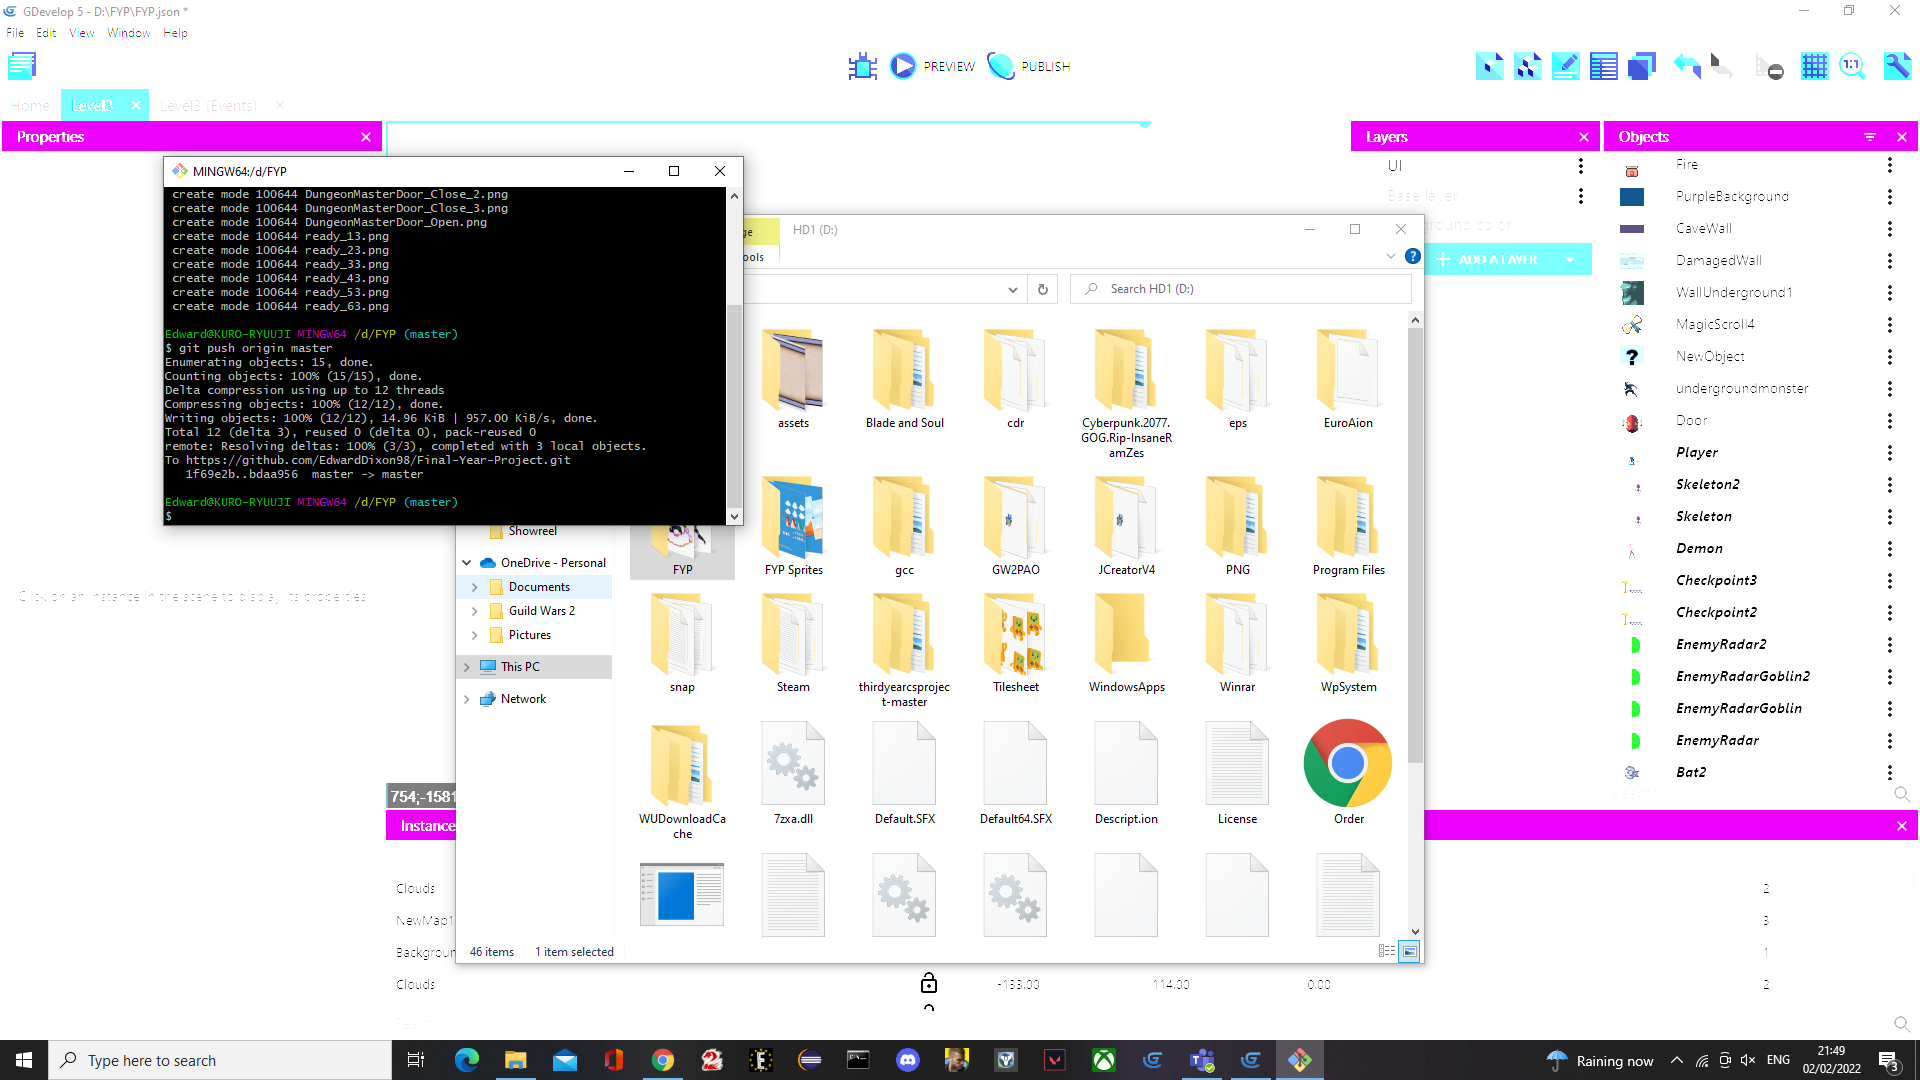 GDevelop 5 - D:\FYP\FYP.json *
File Edit View Window Help
PREVIEW PUBLISH
Home Level3 Level3 (Events)
Properties
Click on an instance in the scene to display its properties
MINGW64:/d/FYP
create mode 100644 DungeonMasterDoor_Close_2.png
create mode 100644 DungeonMasterDoor_Close_3.png
create mode 100644 DungeonMasterDoor_Open.png
create mode 100644 ready_13.png
create mode 100644 ready_23.png
create mode 100644 ready_33.png
create mode 100644 ready_43.png
create mode 100644 ready_53.png
create mode 100644 ready_63.png
Edward@KURO-RYUUJI MINGW64 /d/FYP (master)
$ git push origin master
Enumerating objects: 15, done.
Counting objects: 100% (15/15), done.
Delta compression using up to 12 threads
Compressing objects: 100% (12/12), done.
Writing objects: 100% (12/12), 14.96 KiB | 957.00 KiB/s, done.
Total 12 (delta 3), reused 0 (delta 0), pack-reused 0
remote: Resolving deltas: 100% (3/3), completed with 3 local objects.
To https://github.com/EdwardDixon98/Final-Year-Project.git
1f69e2b..bdaa956 master -> master
Edward@KURO-RYUUJI MINGW64 /d/FYP (master)
$
ge HD1 (D:)
ools
Search HD1 (D:)
Showreel
OneDrive - Personal
Documents
Guild Wars 2
Pictures
This PC
Network
assets
Blade and Soul
cdr
Cyberpunk.2077.
GOG.Rip-InsaneR
amZes
eps
EuroAion
FYP
FYP Sprites
gcc
GW2PAO
JCreatorV4
PNG
Program Files
snap
Steam
thirdyearcsprojec
t-master
Tilesheet
WindowsApps
Winrar
WpSystem
WUDownloadCa
che
7zxa.dll
Default.SFX
Default64.SFX
Descript.ion
License
Order
46 items 1 item selected
Layers
UI
Base layer
ground color
ADD A LAYER
Objects
Fire
PurpleBackground
CaveWall
DamagedWall
WallUnderground1
MagicScroll4
NewObject
undergroundmonster
Door
Player
Skeleton2
Skeleton
Demon
Checkpoint3
Checkpoint2
EnemyRadar2
EnemyRadarGoblin2
EnemyRadarGoblin
EnemyRadar
Bat2
Search
754;-1581
Instance
Clouds 2
NewMap1 3
Backgroun 1
Clouds -133.00 114.00 0.00 2
Search
Type here to search
Raining now
ENG
21:49
02/02/2022
3